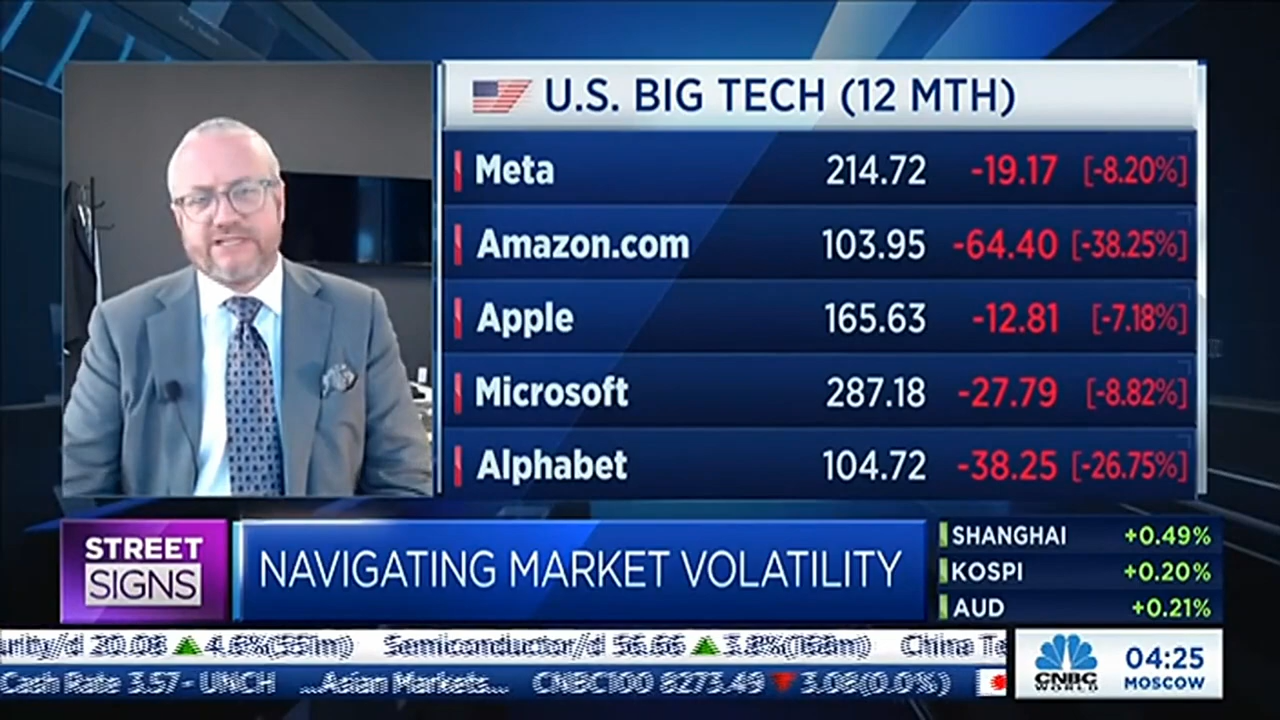 U.S. BIG TECH (12 MTH)
Meta 214.72 -19.17 [-8.20%]
Amazon.com 103.95 -64.40 [-38.25%]
Apple 165.63 -12.81 [-7.18%]
Microsoft 287.18 -27.79 [-8.82%]
Alphabet 104.72 -38.25 [-26.75%]
STREET
SIGNS
NAVIGATING MARKET VOLATILITY
SHANGHAI +0.49%
KOSPI +0.20%
AUD +0.21%
Semiconductor/d China
Cash Rate 3.57 - UNCH ...Asian Markets... CNBC100 8273.49 ▼ 3.08(0.0%)
CNBC
WORLD
04:25
MOSCOW